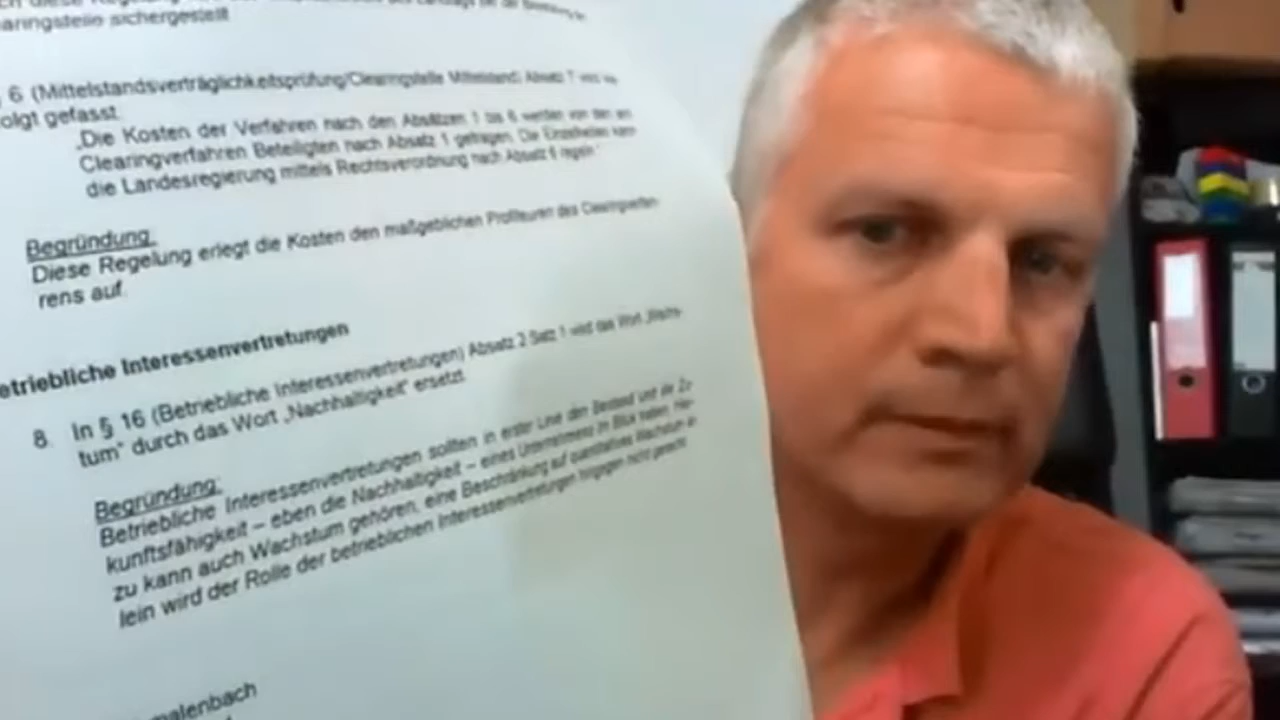 aringstelle sichergestellt
6 (Mittelstandsverträglichkeitsprüfung/Clearingstelle Mittelstand) Absatz 7 wird
olgt gefasst:
„Die Kosten der Verfahren nach den Absätzen 1 bis 6 werden von den am
Clearingverfahren Beteiligten nach Absatz 1 getragen. Die Einzelheiten kann
die Landesregierung mittels Rechtsverordnung nach Absatz 6 regeln.“
Begründung:
Diese Regelung erlegt die Kosten den maßgeblichen Profiteuren des Clearingverfah-
rens auf.
etriebliche Interessenvertretungen
8. In § 16 (Betriebliche Interessenvertretungen) Absatz 2 Satz 1 wird das Wort „Wachs-
tum“ durch das Wort „Nachhaltigkeit“ ersetzt.
Begründung:
Betriebliche Interessenvertretungen sollten in erster Linie den Bestand und die Zu-
kunftsfähigkeit – eben die Nachhaltigkeit – eines Unternehmens im Blick haben. Hier-
zu kann auch Wachstum gehören, eine Beschränkung auf quantitatives Wachstum al-
lein wird der Rolle der betrieblichen Interessenvertretungen hingegen nicht gerecht.
malenbach